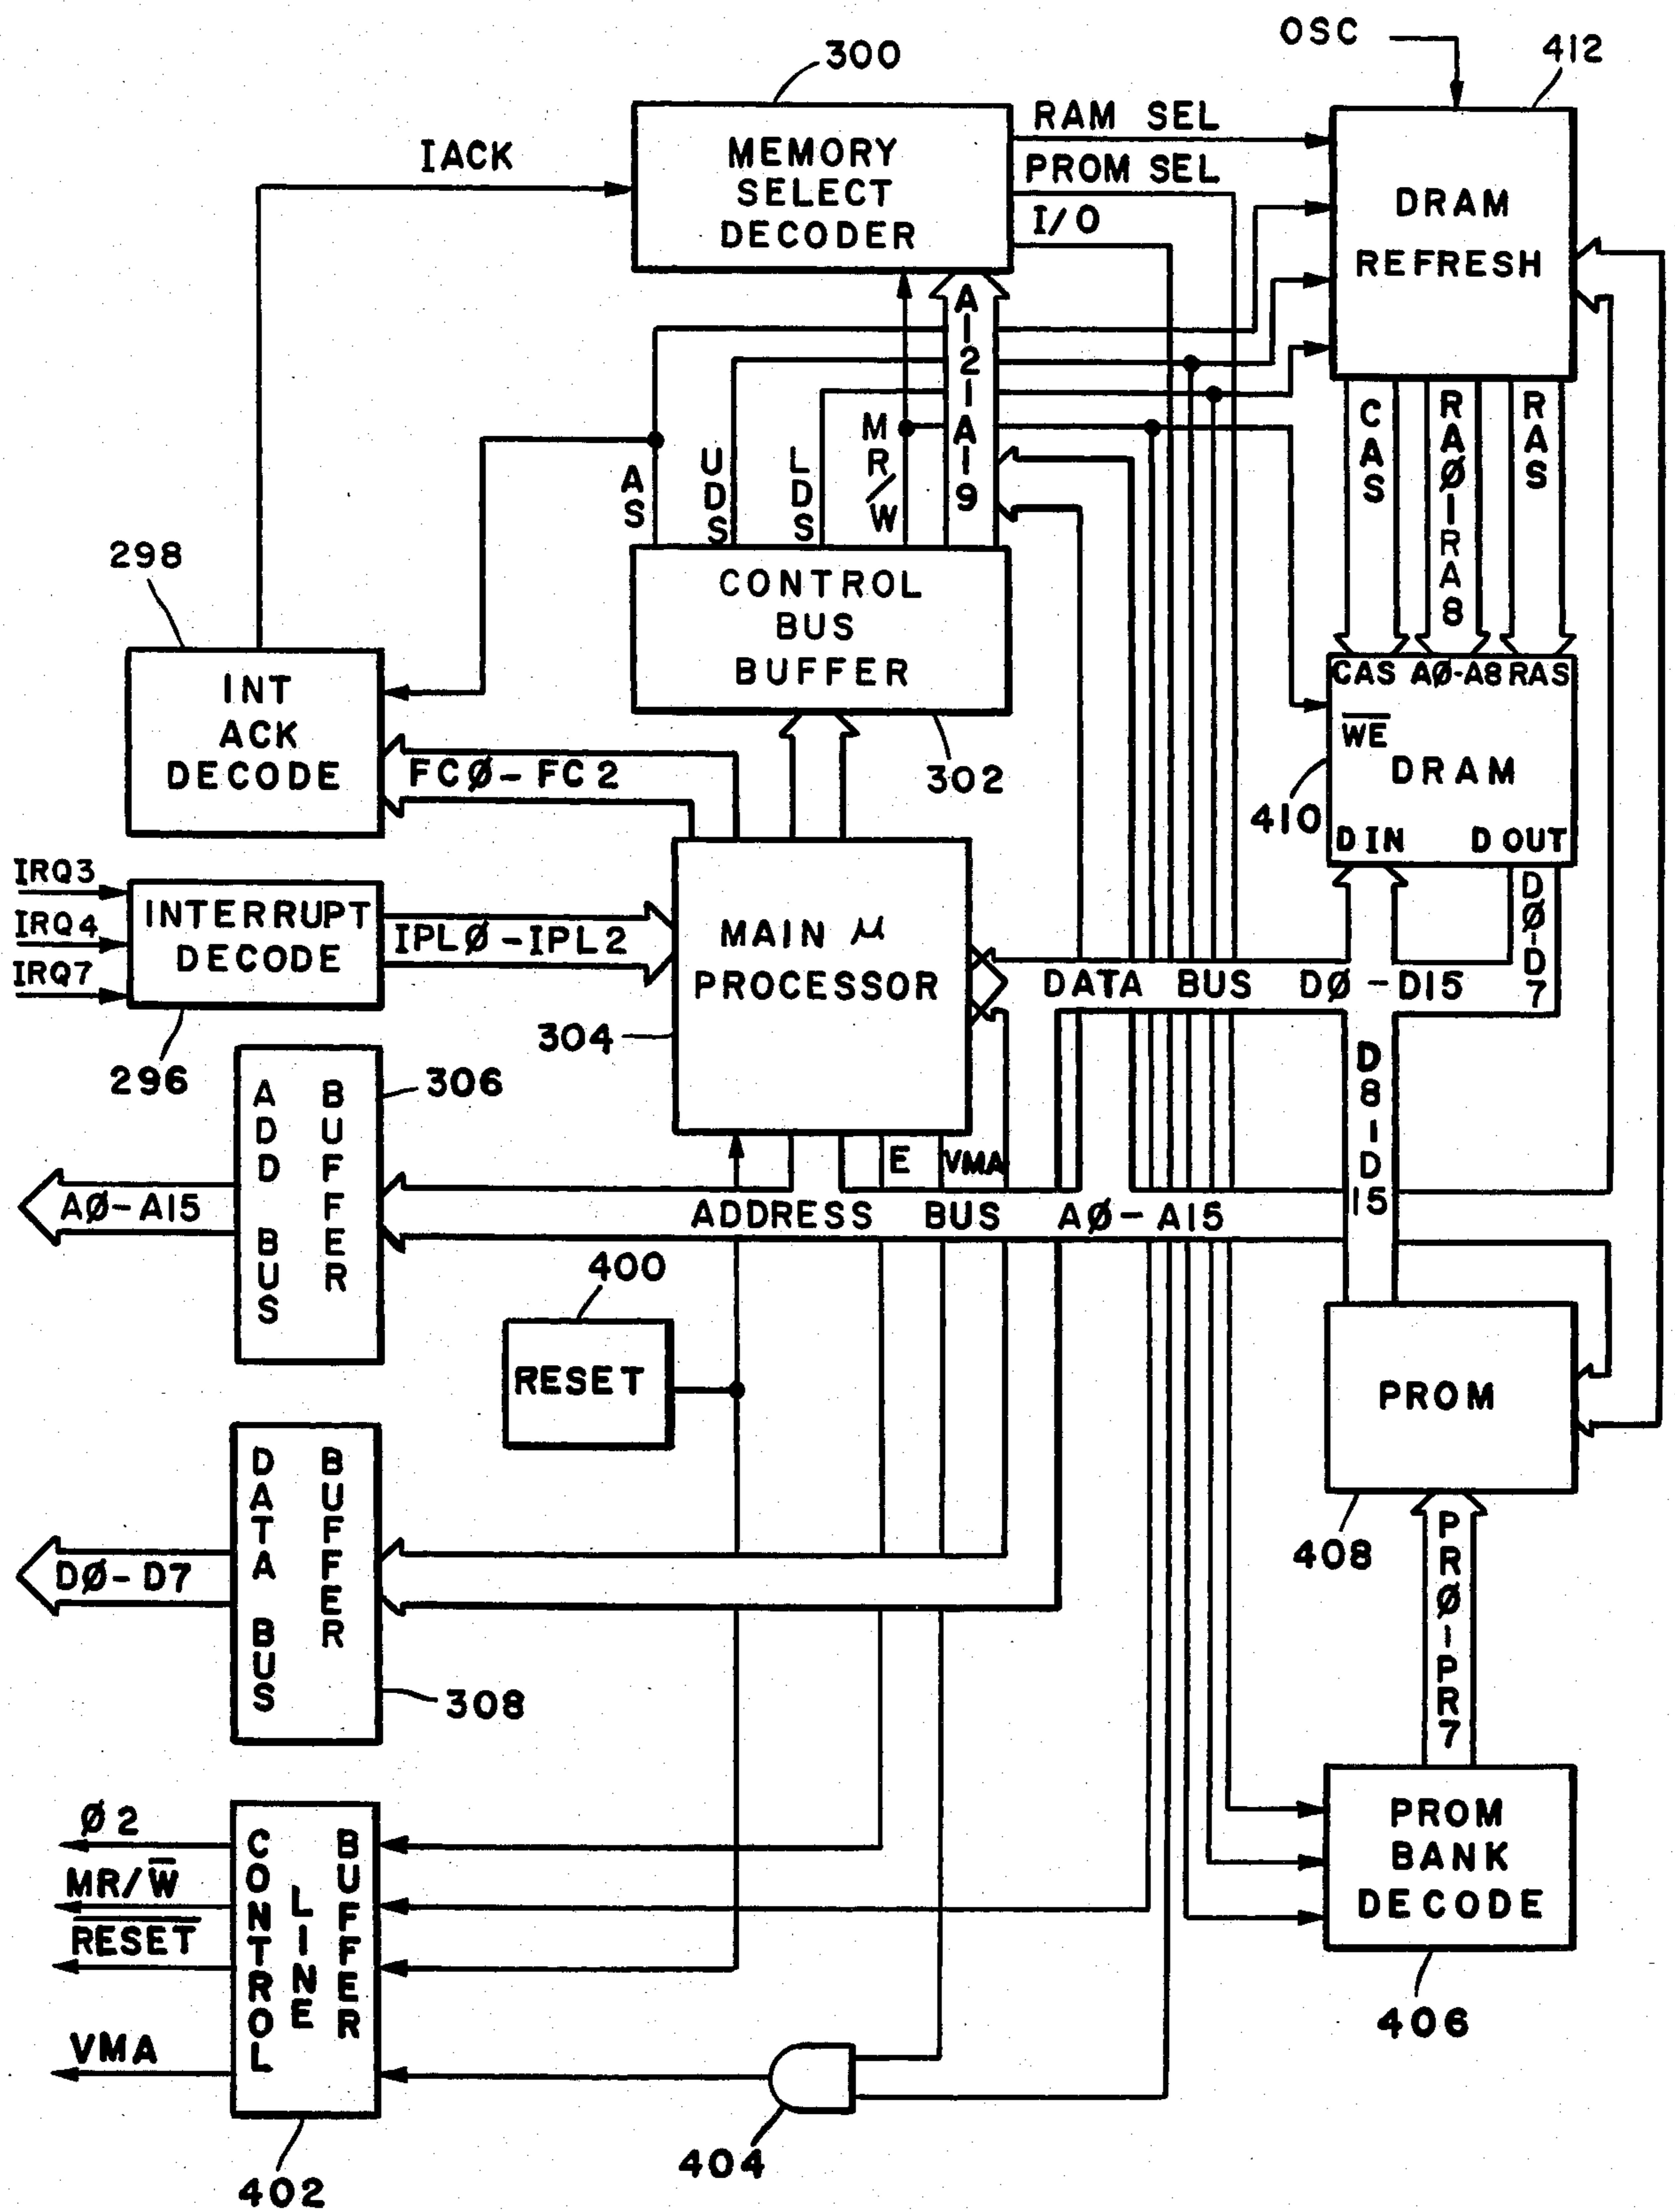 OSC
412
300
MEMORY
SELECT
DECODER
IACK
RAM SEL
PROM SEL
I/O
DRAM
REFRESH
A12-A19
AS
UDS
LDS
MR/W
CAS
RAØ-RA8
RAS
CONTROL
BUS
BUFFER
302
298
INT
ACK
DECODE
FCØ-FC2
CAS AØ-A8 RAS
WE
DRAM
410
D IN D OUT
DØ-D7
IRQ3
IRQ4
IRQ7
INTERRUPT
DECODE
296
IPLØ-IPL2
MAIN μ
PROCESSOR
304
DATA BUS DØ-D15
D8-D15
306
ADD BUS
BUFFER
AØ-A15
E
VMA
ADDRESS BUS AØ-A15
400
RESET
PROM
408
DATA BUS
BUFFER
DØ-D7
308
PRØ-PR7
PROM
BANK
DECODE
406
Ø2
MR/W̅
R̅E̅S̅E̅T̅
VMA
CONTROL
LINE
BUFFER
402
404